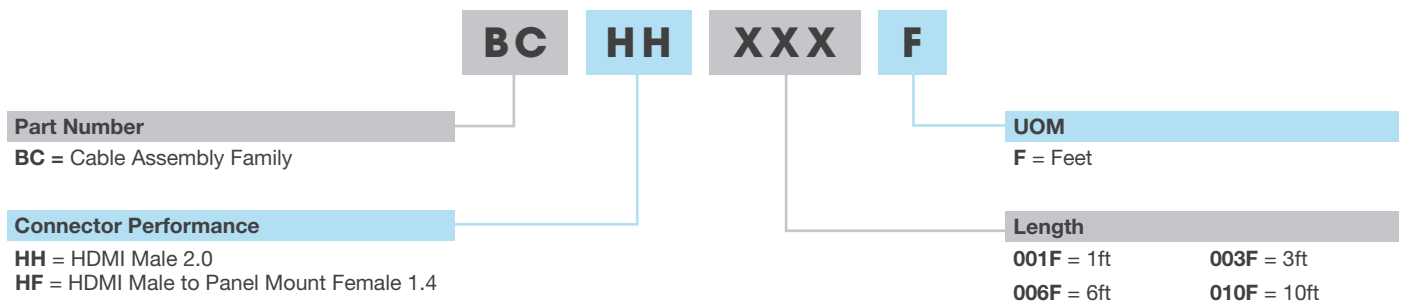 BC HH XXX F
Part Number
BC = Cable Assembly Family
Connector Performance
HH = HDMI Male 2.0
HF = HDMI Male to Panel Mount Female 1.4
UOM
F = Feet
Length
001F = 1ft 003F = 3ft
006F = 6ft 010F = 10ft